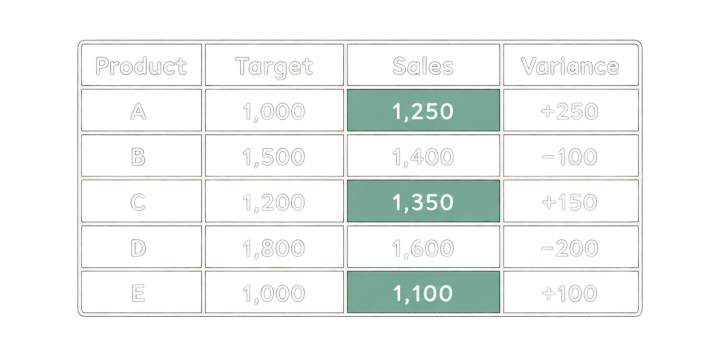 Product Target Sales Variance
A 1,000 1,250 +250
B 1,500 1,400 -100
C 1,200 1,350 +150
D 1,800 1,600 -200
E 1,000 1,100 +100